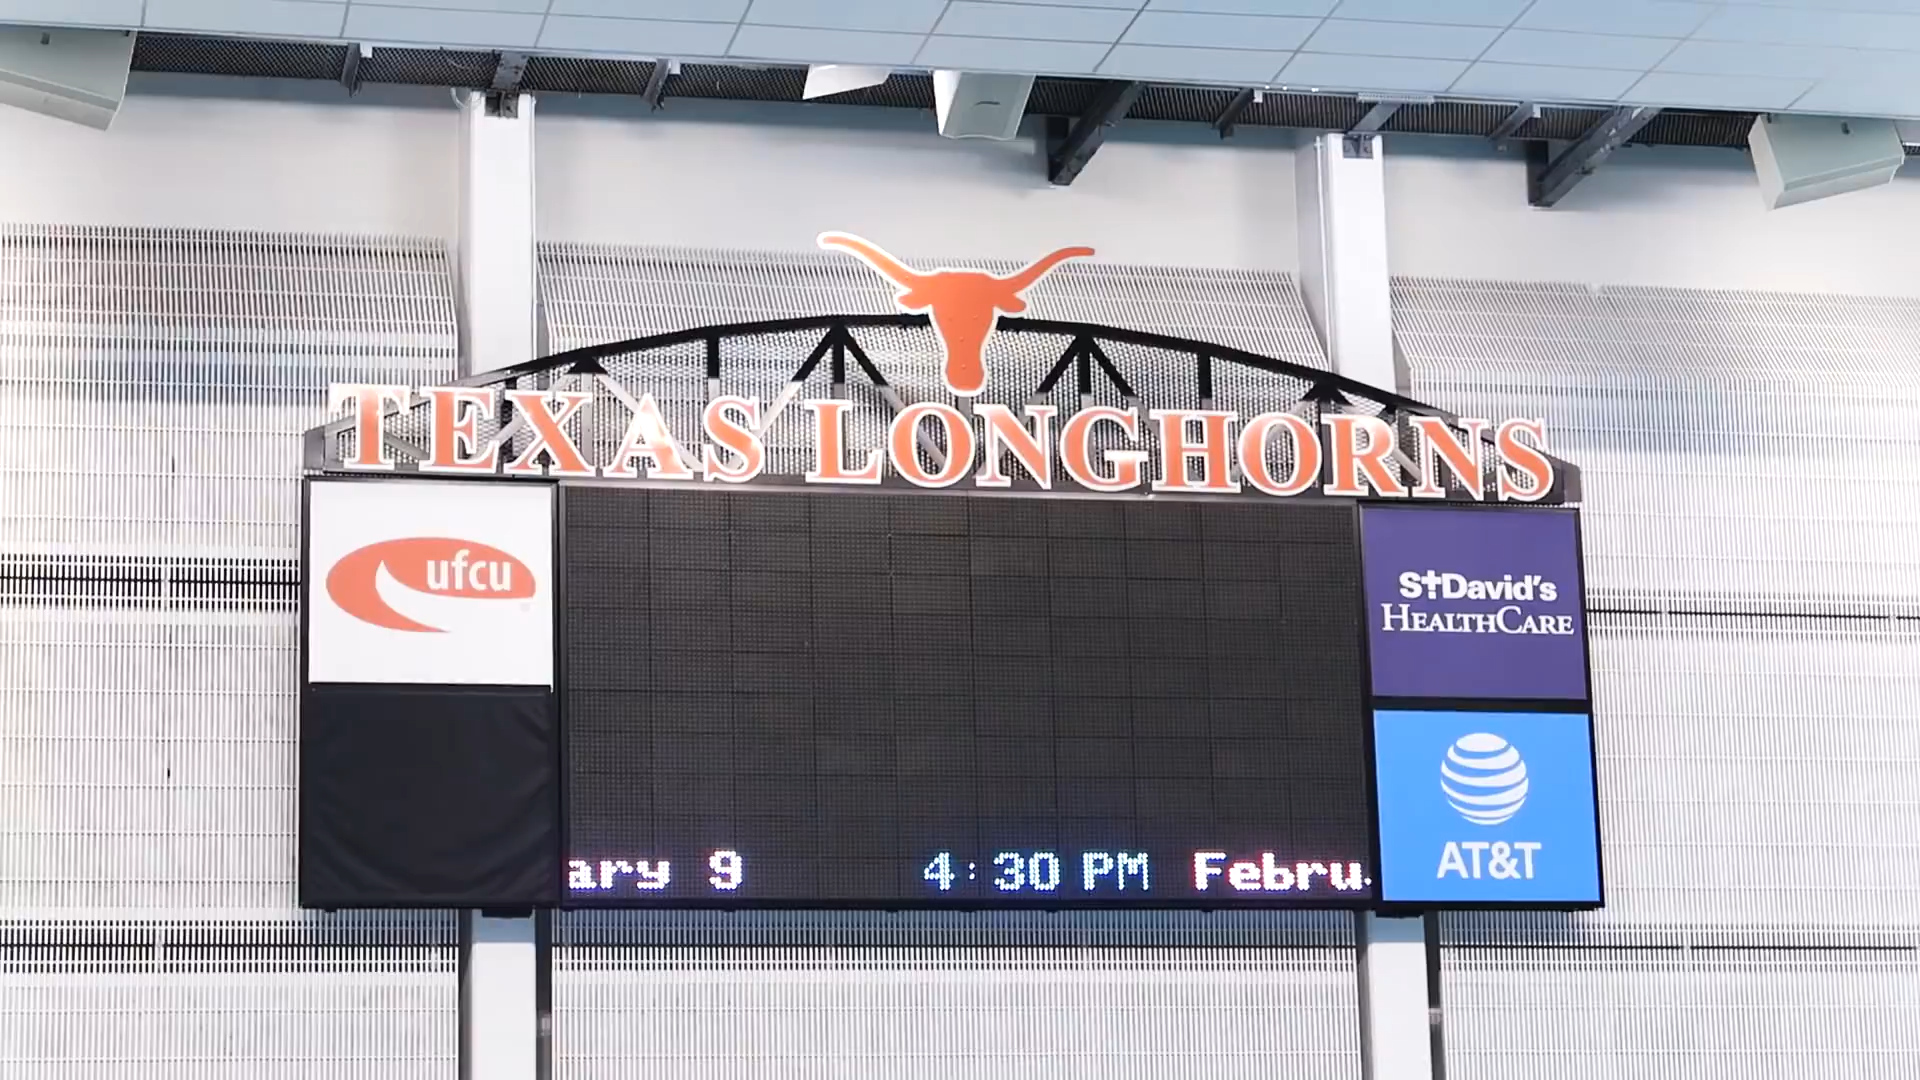 TEXAS LONGHORNS
ufcu
St David's
HEALTHCARE
AT&T
ary 9 4:30 PM Febru